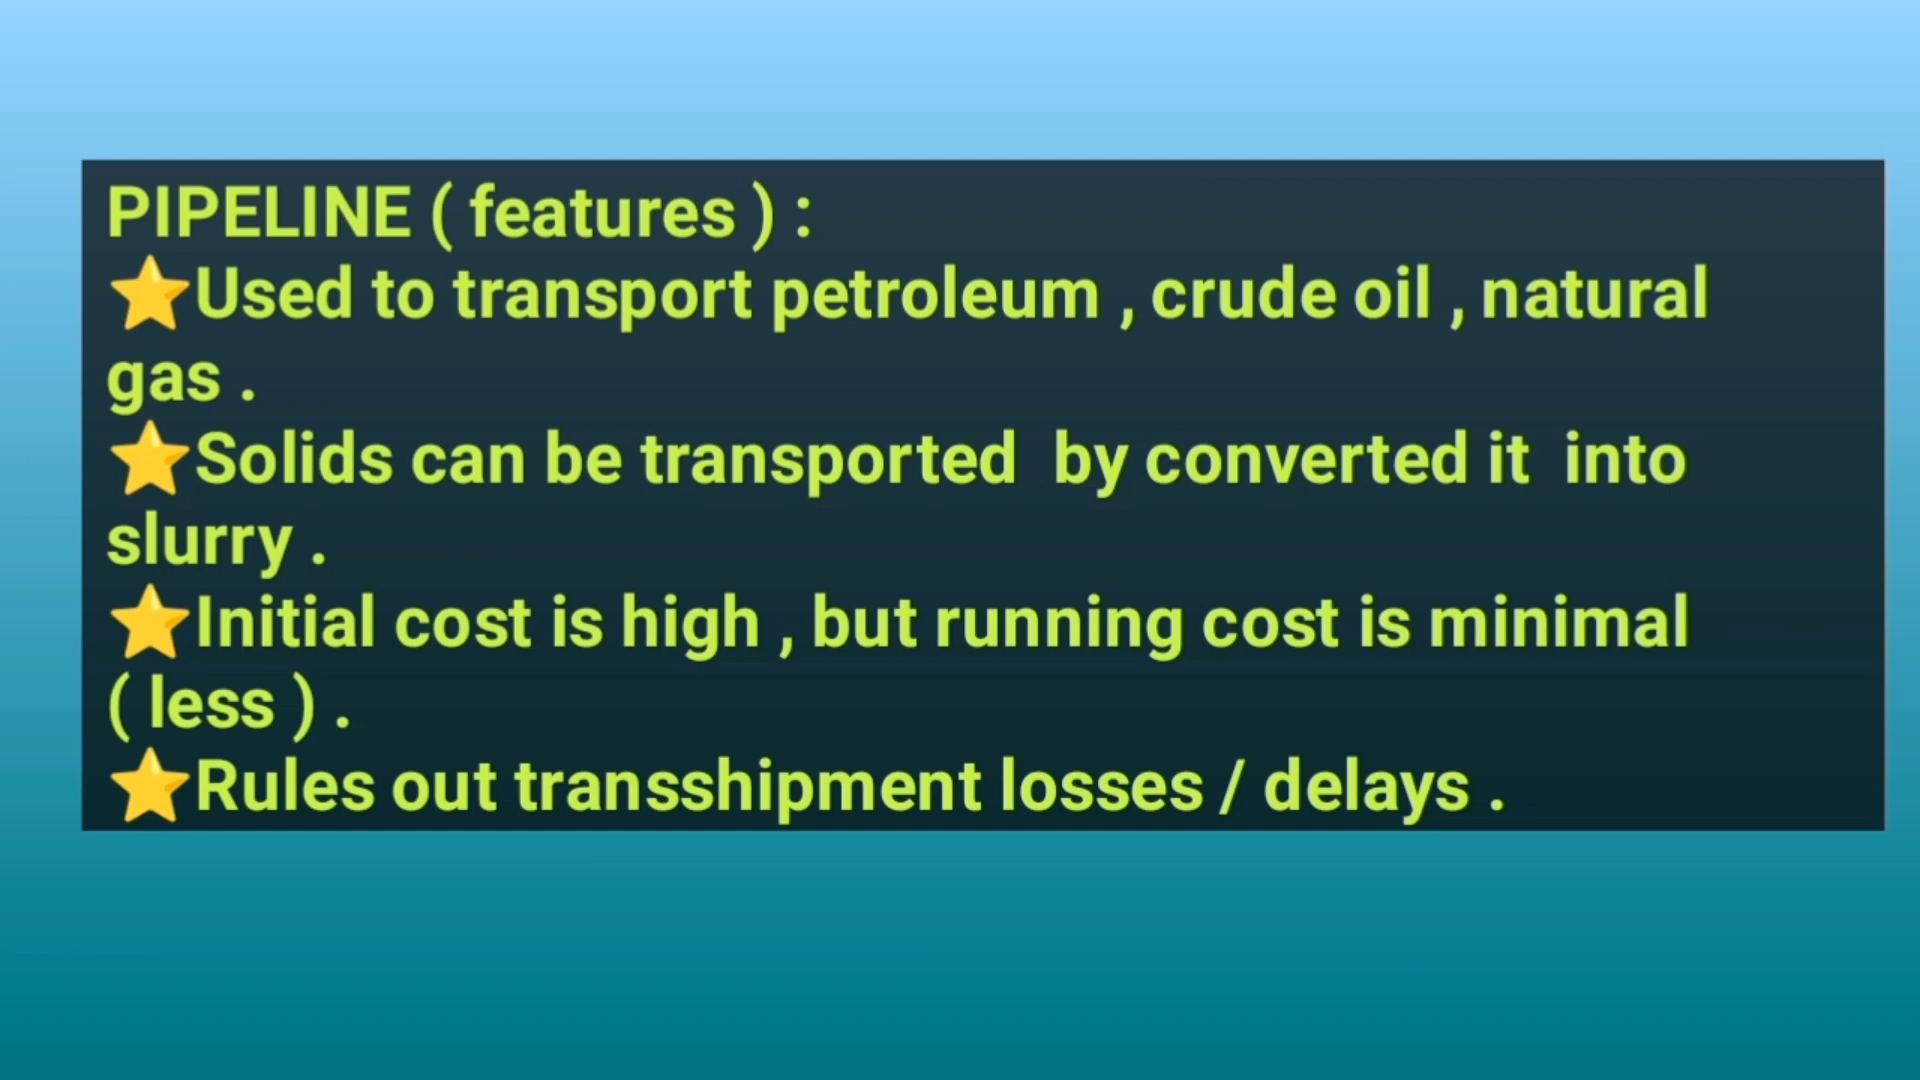 PIPELINE ( features ) :
⭐Used to transport petroleum , crude oil , natural
gas .
⭐Solids can be transported  by converted it  into
slurry .
⭐Initial cost is high , but running cost is minimal
( less ) .
⭐Rules out transshipment losses / delays .